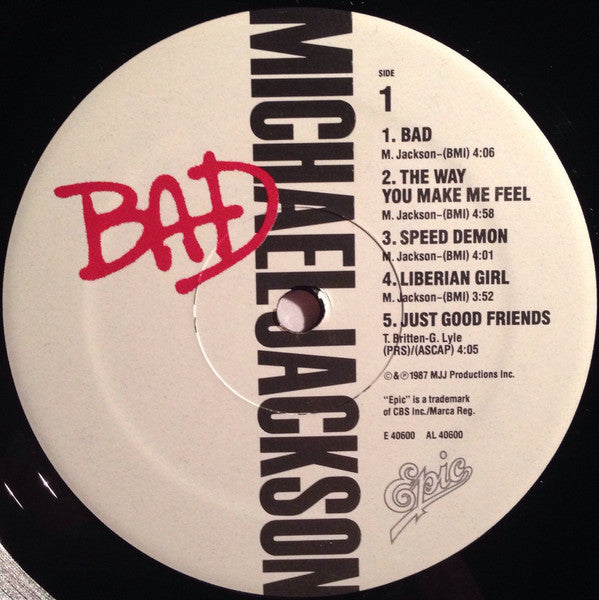 BAD
MICHAEL JACKSON
SIDE
1
1. BAD
M. Jackson–(BMI) 4:06
2. THE WAY
YOU MAKE ME FEEL
M. Jackson–(BMI) 4:58
3. SPEED DEMON
M. Jackson–(BMI) 4:01
4. LIBERIAN GIRL
M. Jackson–(BMI) 3:52
5. JUST GOOD FRIENDS
T. Britten-G. Lyle
(PRS)/(ASCAP) 4:05
©&℗1987 MJJ Productions Inc.
"Epic" is a trademark
of CBS Inc./Marca Reg.
E 40600 AL 40600
Epic